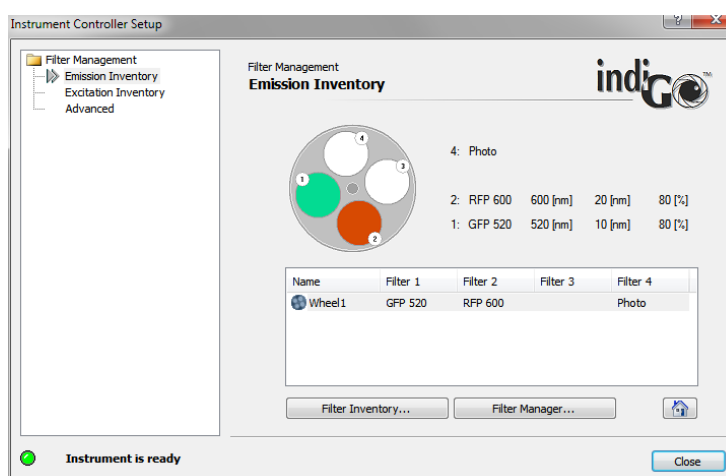 Instrument Controller Setup
?
X
Filter Management
Emission Inventory
Excitation Inventory
Advanced
Filter Management
Emission Inventory
indiGO™
4
3
1
2
4: Photo
2: RFP 600 600 [nm] 20 [nm] 80 [%]
1: GFP 520 520 [nm] 10 [nm] 80 [%]
Name Filter 1 Filter 2 Filter 3 Filter 4
Wheel1 GFP 520 RFP 600 Photo
Filter Inventory... Filter Manager...
Instrument is ready
Close